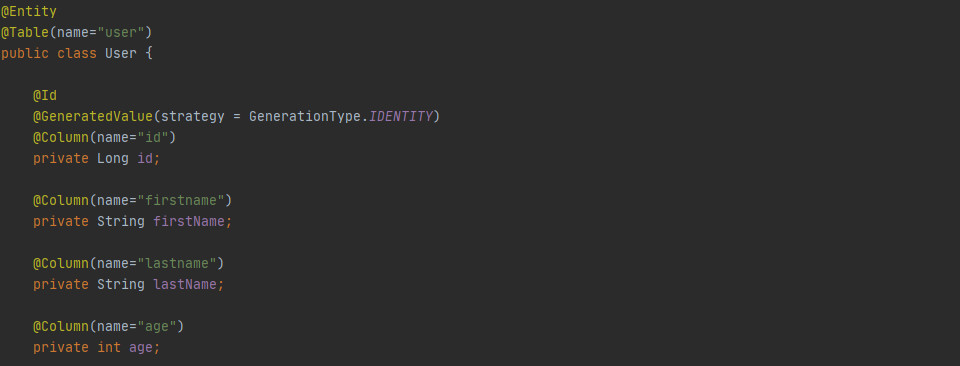 @Entity
@Table(name="user")
public class User {
@Id
@GeneratedValue(strategy = GenerationType.IDENTITY)
@Column(name="id")
private Long id;
@Column(name="firstname")
private String firstName;
@Column(name="lastname")
private String lastName;
@Column(name="age")
private int age;